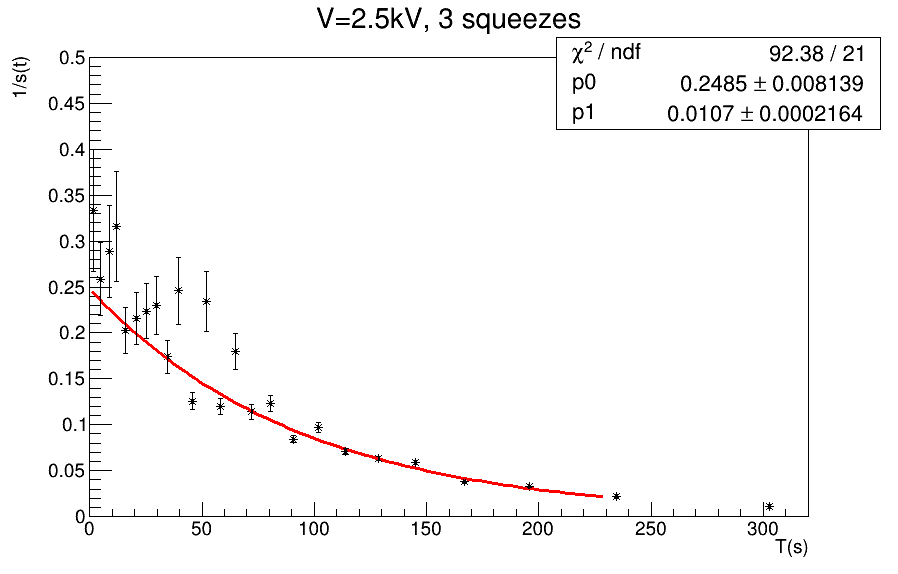 V=2.5kV, 3 squeezes
χ² / ndf 92.38 / 21
p0 0.2485 ± 0.008139
p1 0.0107 ± 0.0002164
1/s(t)
0.5
0.45
0.4
0.35
0.3
0.25
0.2
0.15
0.1
0.05
0
0 50 100 150 200 250 300
T(s)